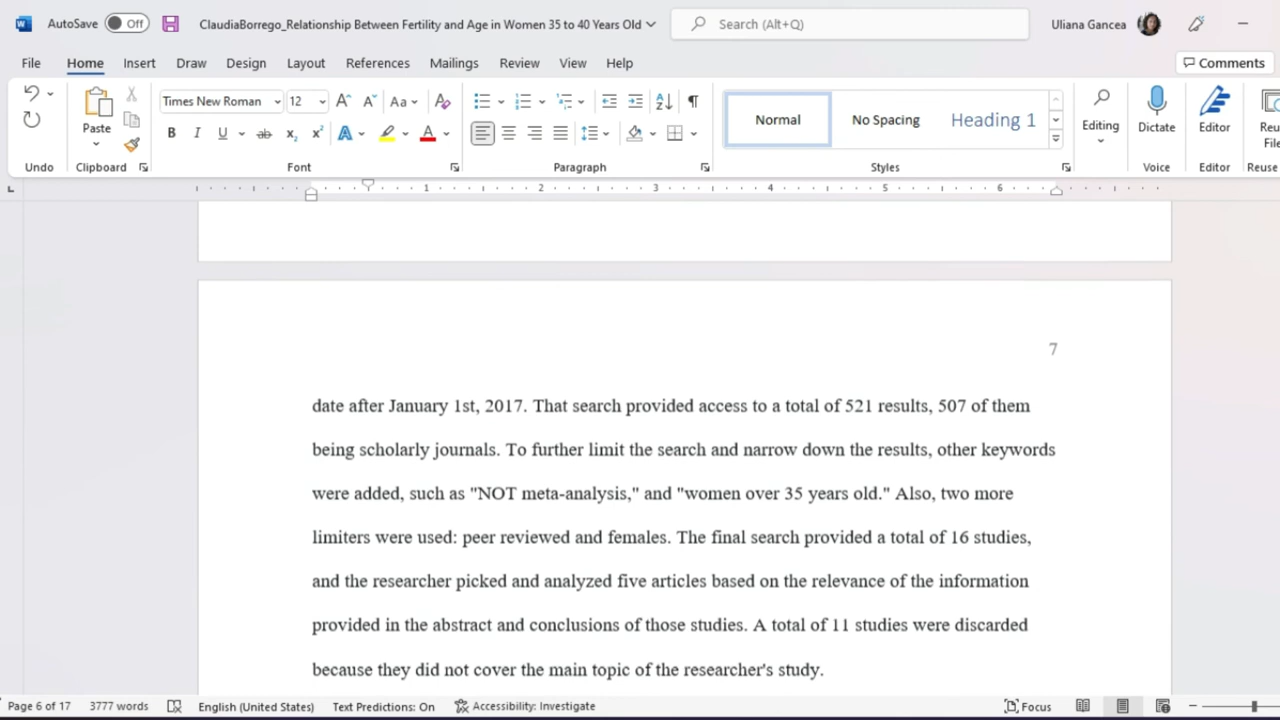 AutoSave Off ClaudiaBorrego_Relationship Between Fertility and Age in Women 35 to 40 Years Old Search (Alt+Q) Uliana Gancea
File Home Insert Draw Design Layout References Mailings Review View Help Comments
Times New Roman 12 Aa
Paste Normal No Spacing Heading 1 Editing Dictate Editor Reu
File
Undo Clipboard Font Paragraph Styles Voice Editor Reuse
1 2 3 4 5 6
7
date after January 1st, 2017. That search provided access to a total of 521 results, 507 of them
being scholarly journals. To further limit the search and narrow down the results, other keywords
were added, such as "NOT meta-analysis," and "women over 35 years old." Also, two more
limiters were used: peer reviewed and females. The final search provided a total of 16 studies,
and the researcher picked and analyzed five articles based on the relevance of the information
provided in the abstract and conclusions of those studies. A total of 11 studies were discarded
because they did not cover the main topic of the researcher's study.
Page 6 of 17 3777 words English (United States) Text Predictions: On Accessibility: Investigate Focus